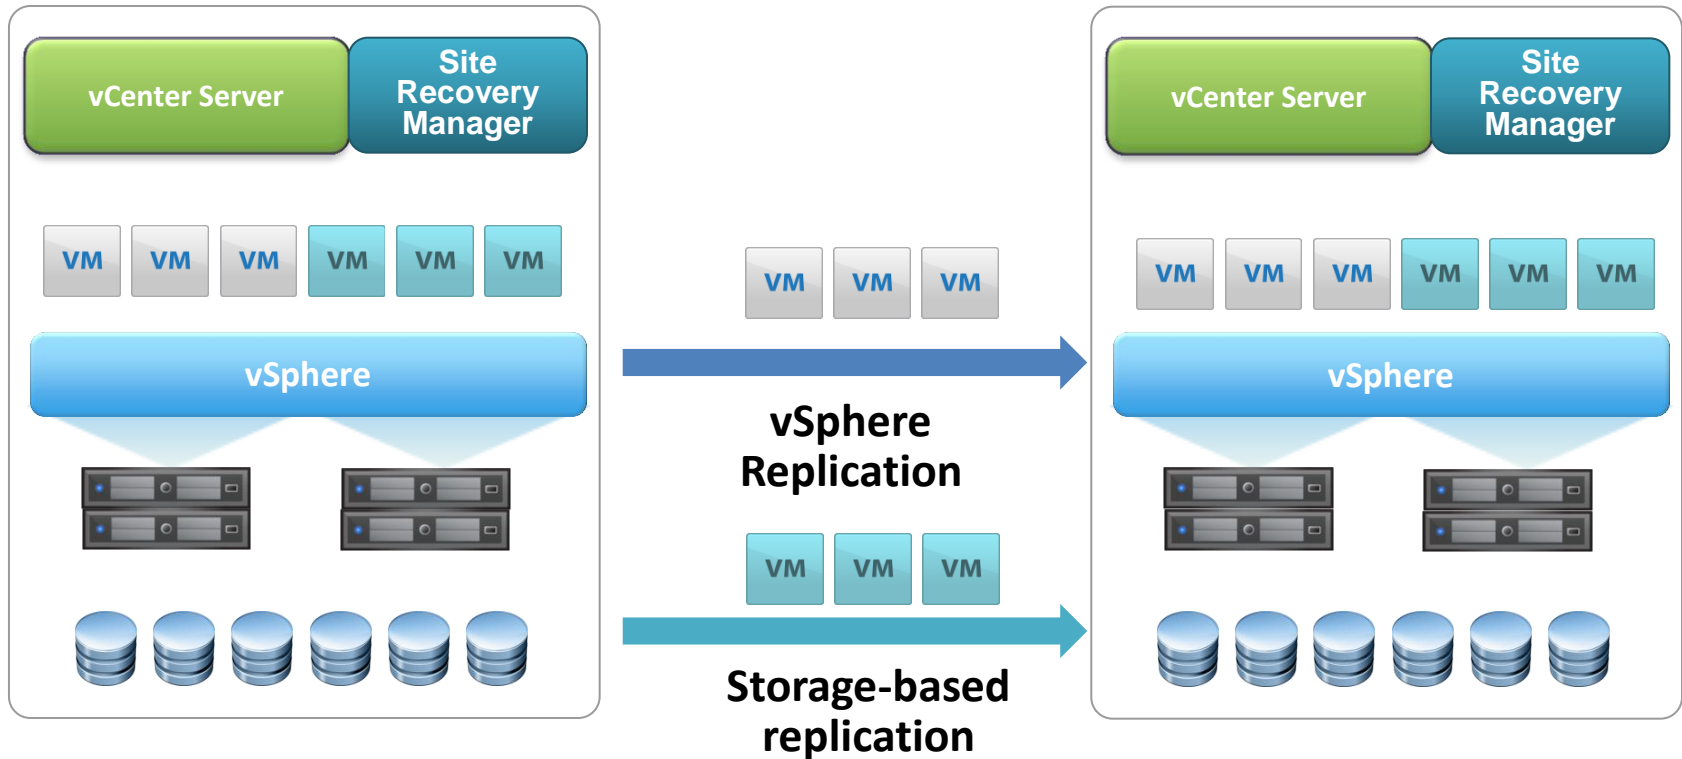 vCenter Server
Site
Recovery
Manager
VM VM VM VM VM VM
vSphere
VM VM VM
vSphere
Replication
VM VM VM
Storage-based
replication
vCenter Server
Site
Recovery
Manager
VM VM VM VM VM VM
vSphere